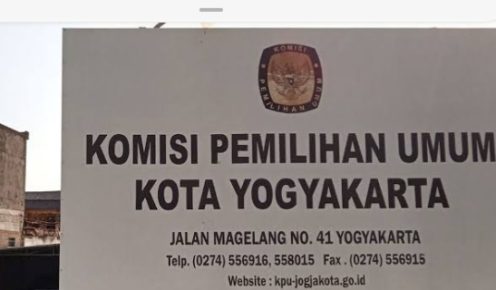 KOMISI
PEMILIHAN UMUM
KOMISI PEMILIHAN UMUM
KOTA YOGYAKARTA
JALAN MAGELANG NO. 41 YOGYAKARTA
Telp. (0274) 556916, 558015 Fax . (0274) 556915
Website : kpu-jogjakota.go.id